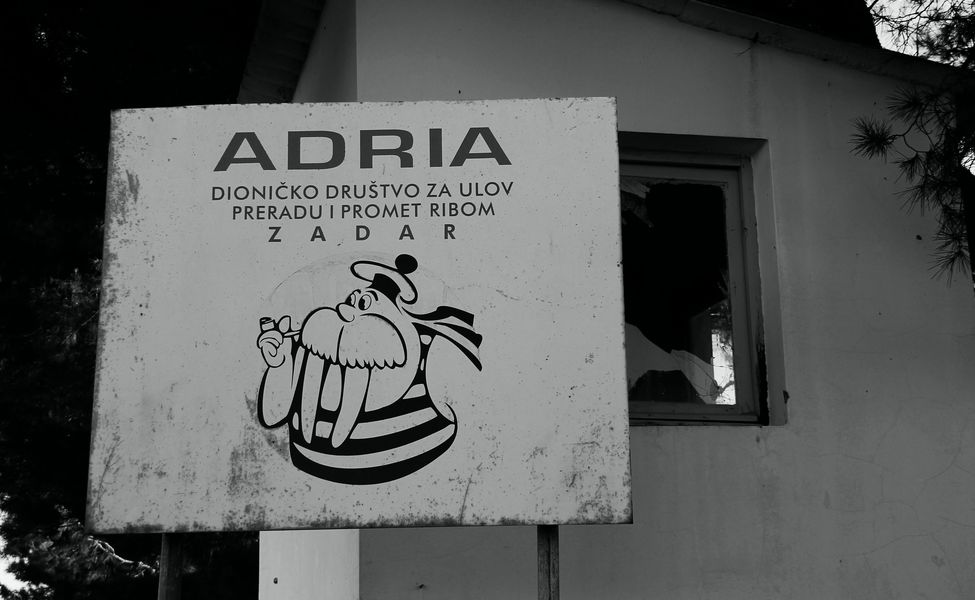 ADRIA
DIONIČKO DRUŠTVO ZA ULOV
PRERADU I PROMET RIBOM
ZADAR